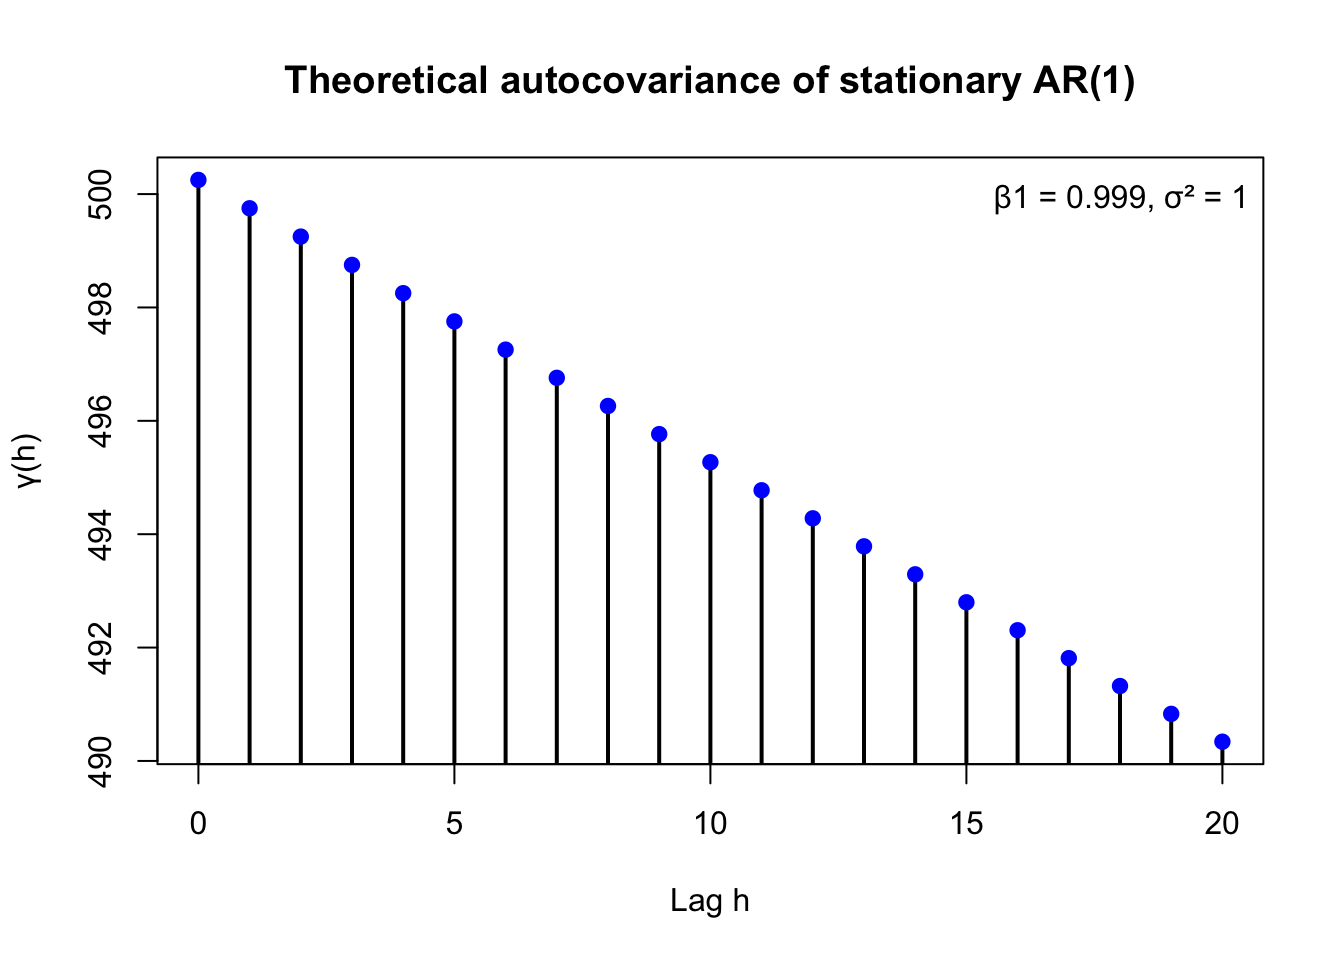 Theoretical autocovariance of stationary AR(1)
β1 = 0.999, σ² = 1
γ(h)
500
498
496
494
492
490
0 5 10 15 20
Lag h